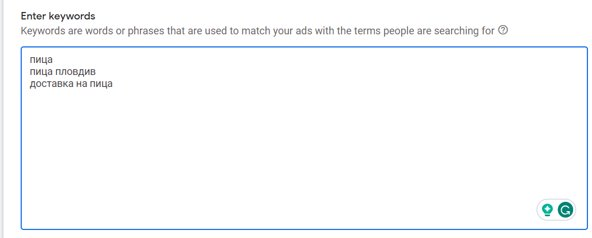 Enter keywords
Keywords are words or phrases that are used to match your ads with the terms people are searching for
пица
пица пловдив
доставка на пица